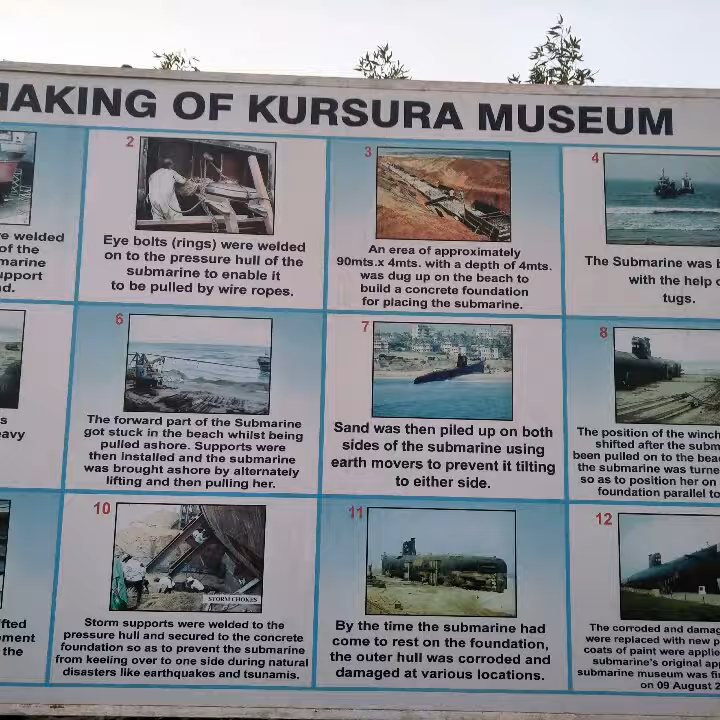 MAKING OF KURSURA MUSEUM
re welded
of the
marine
upport
nd.
2
Eye bolts (rings) were welded
on to the pressure hull of the
submarine to enable it
to be pulled by wire ropes.
3
An erea of approximately
90mts.x 4mts. with a depth of 4mts.
was dug up on the beach to
build a concrete foundation
for placing the submarine.
4
The Submarine was b
with the help o
tugs.
s
eavy
6
The forward part of the Submarine
got stuck in the beach whilst being
pulled ashore. Supports were
then installed and the submarine
was brought ashore by alternately
lifting and then pulling her.
7
Sand was then piled up on both
sides of the submarine using
earth movers to prevent it tilting
to either side.
8
The position of the winch
shifted after the subm
been pulled on to the bea
the submarine was turne
so as to position her on
foundation parallel to
ifted
ement
the
10
STORM CHOKES
Storm supports were welded to the
pressure hull and secured to the concrete
foundation so as to prevent the submarine
from keeling over to one side during natural
disasters like earthquakes and tsunamis.
11
By the time the submarine had
come to rest on the foundation,
the outer hull was corroded and
damaged at various locations.
12
The corroded and damag
were replaced with new p
coats of paint were applie
submarine's original ap
submarine museum was fi
on 09 August 2